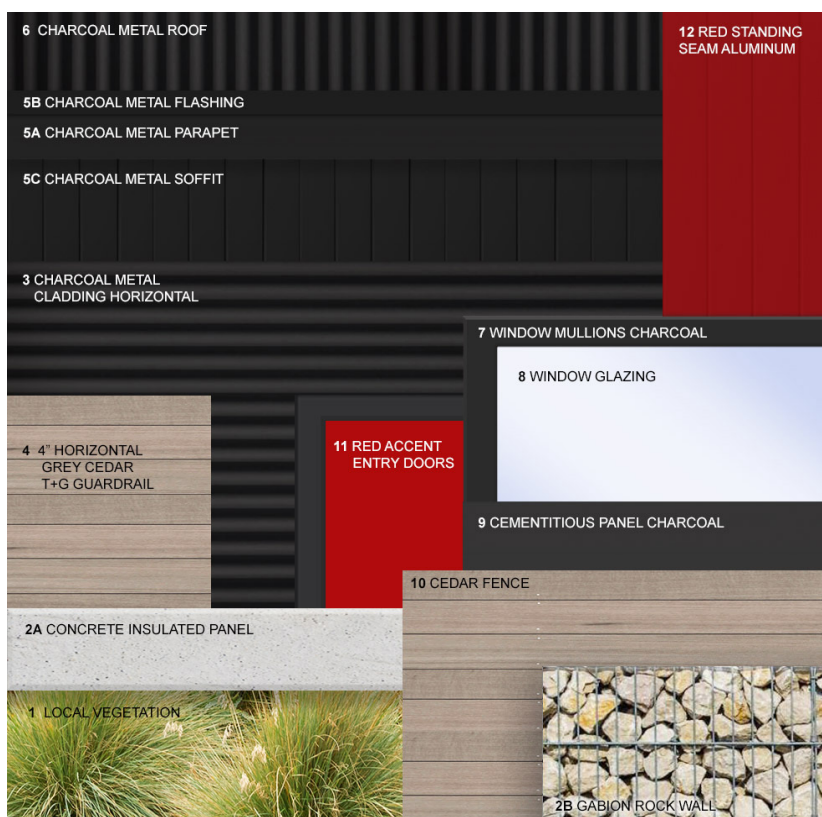 6 CHARCOAL METAL ROOF
12 RED STANDING
SEAM ALUMINUM
5B CHARCOAL METAL FLASHING
5A CHARCOAL METAL PARAPET
5C CHARCOAL METAL SOFFIT
3 CHARCOAL METAL
CLADDING HORIZONTAL
7 WINDOW MULLIONS CHARCOAL
8 WINDOW GLAZING
4 4" HORIZONTAL
GREY CEDAR
T+G GUARDRAIL
11 RED ACCENT
ENTRY DOORS
9 CEMENTITIOUS PANEL CHARCOAL
10 CEDAR FENCE
2A CONCRETE INSULATED PANEL
1 LOCAL VEGETATION
2B GABION ROCK WALL